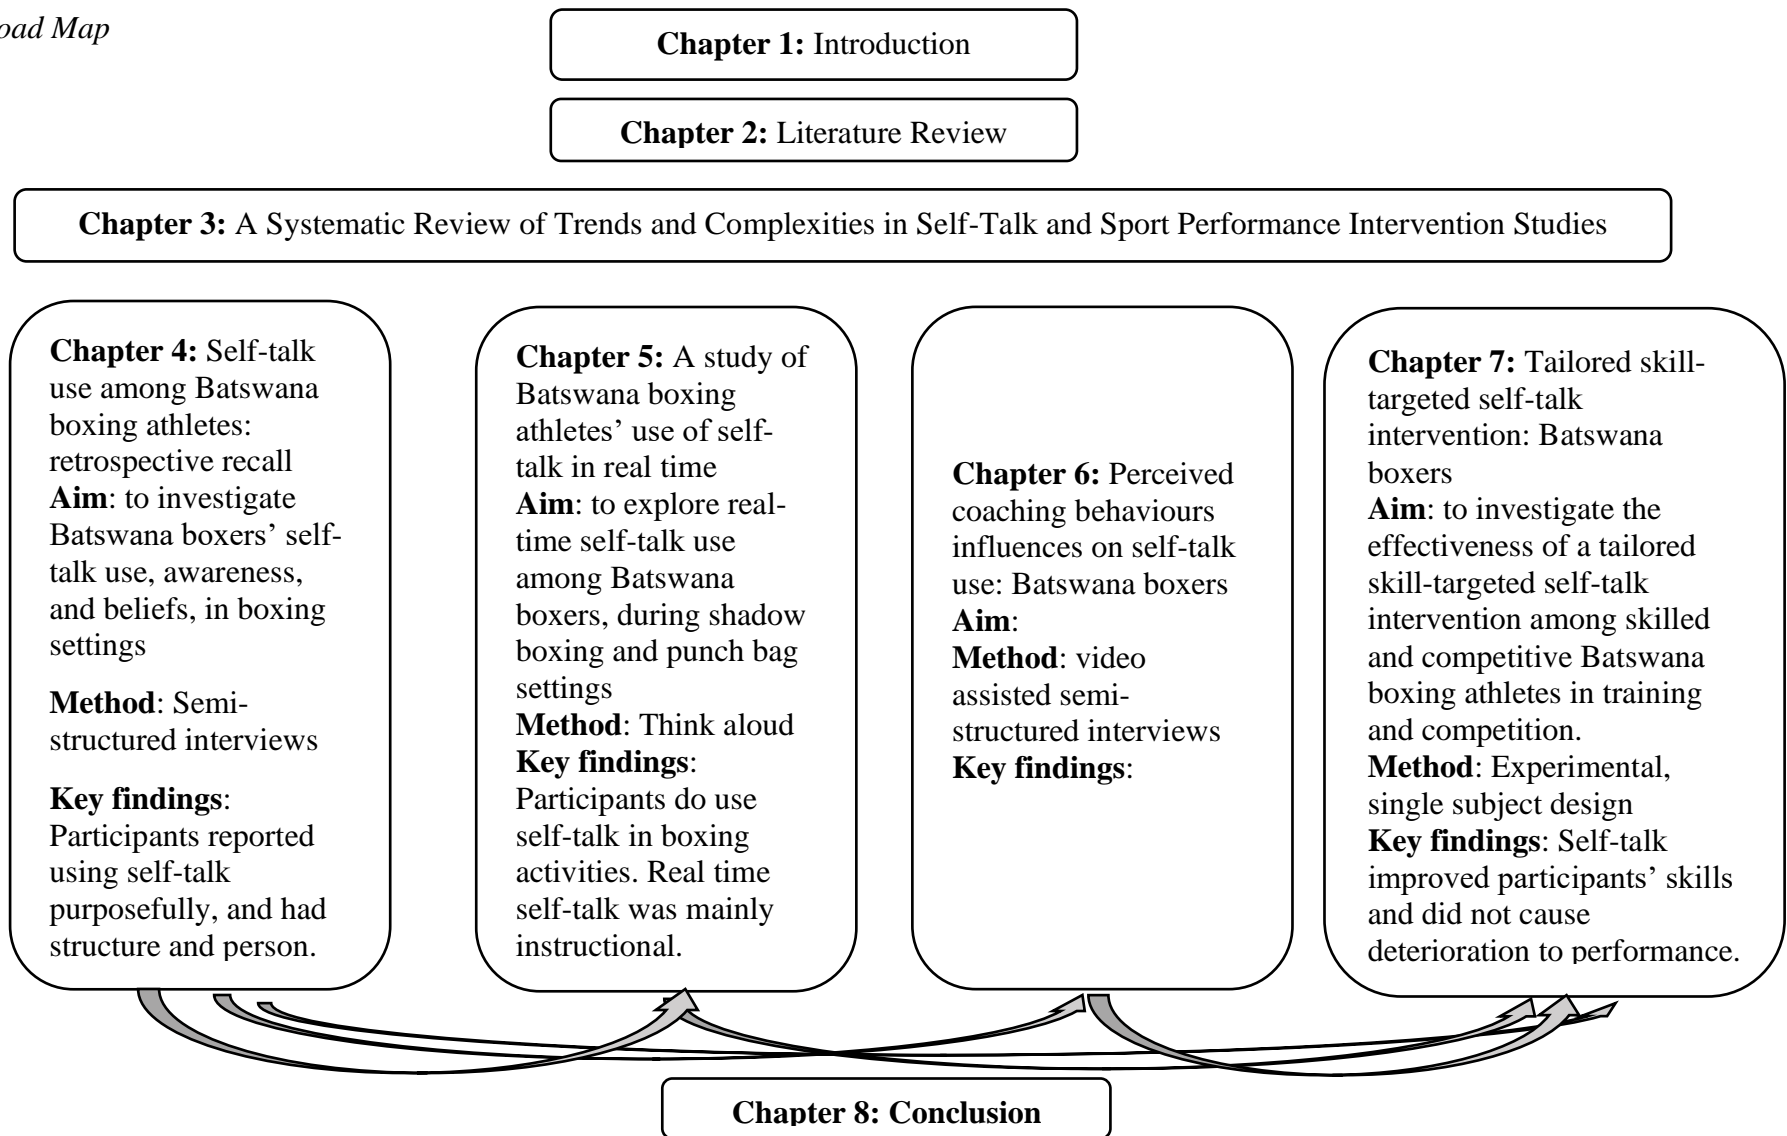 oad Map
Chapter 1: Introduction
Chapter 2: Literature Review
Chapter 3: A Systematic Review of Trends and Complexities in Self-Talk and Sport Performance Intervention Studies
Chapter 4: Self-talk
use among Batswana
boxing athletes:
retrospective recall
Aim: to investigate
Batswana boxers’ self-
talk use, awareness,
and beliefs, in boxing
settings
Method: Semi-
structured interviews
Key findings:
Participants reported
using self-talk
purposefully, and had
structure and person.
Chapter 5: A study of
Batswana boxing
athletes’ use of self-
talk in real time
Aim: to explore real-
time self-talk use
among Batswana
boxers, during shadow
boxing and punch bag
settings
Method: Think aloud
Key findings:
Participants do use
self-talk in boxing
activities. Real time
self-talk was mainly
instructional.
Chapter 6: Perceived
coaching behaviours
influences on self-talk
use: Batswana boxers
Aim:
Method: video
assisted semi-
structured interviews
Key findings:
Chapter 7: Tailored skill-
targeted self-talk
intervention: Batswana
boxers
Aim: to investigate the
effectiveness of a tailored
skill-targeted self-talk
intervention among skilled
and competitive Batswana
boxing athletes in training
and competition.
Method: Experimental,
single subject design
Key findings: Self-talk
improved participants’ skills
and did not cause
deterioration to performance.
Chapter 8: Conclusion